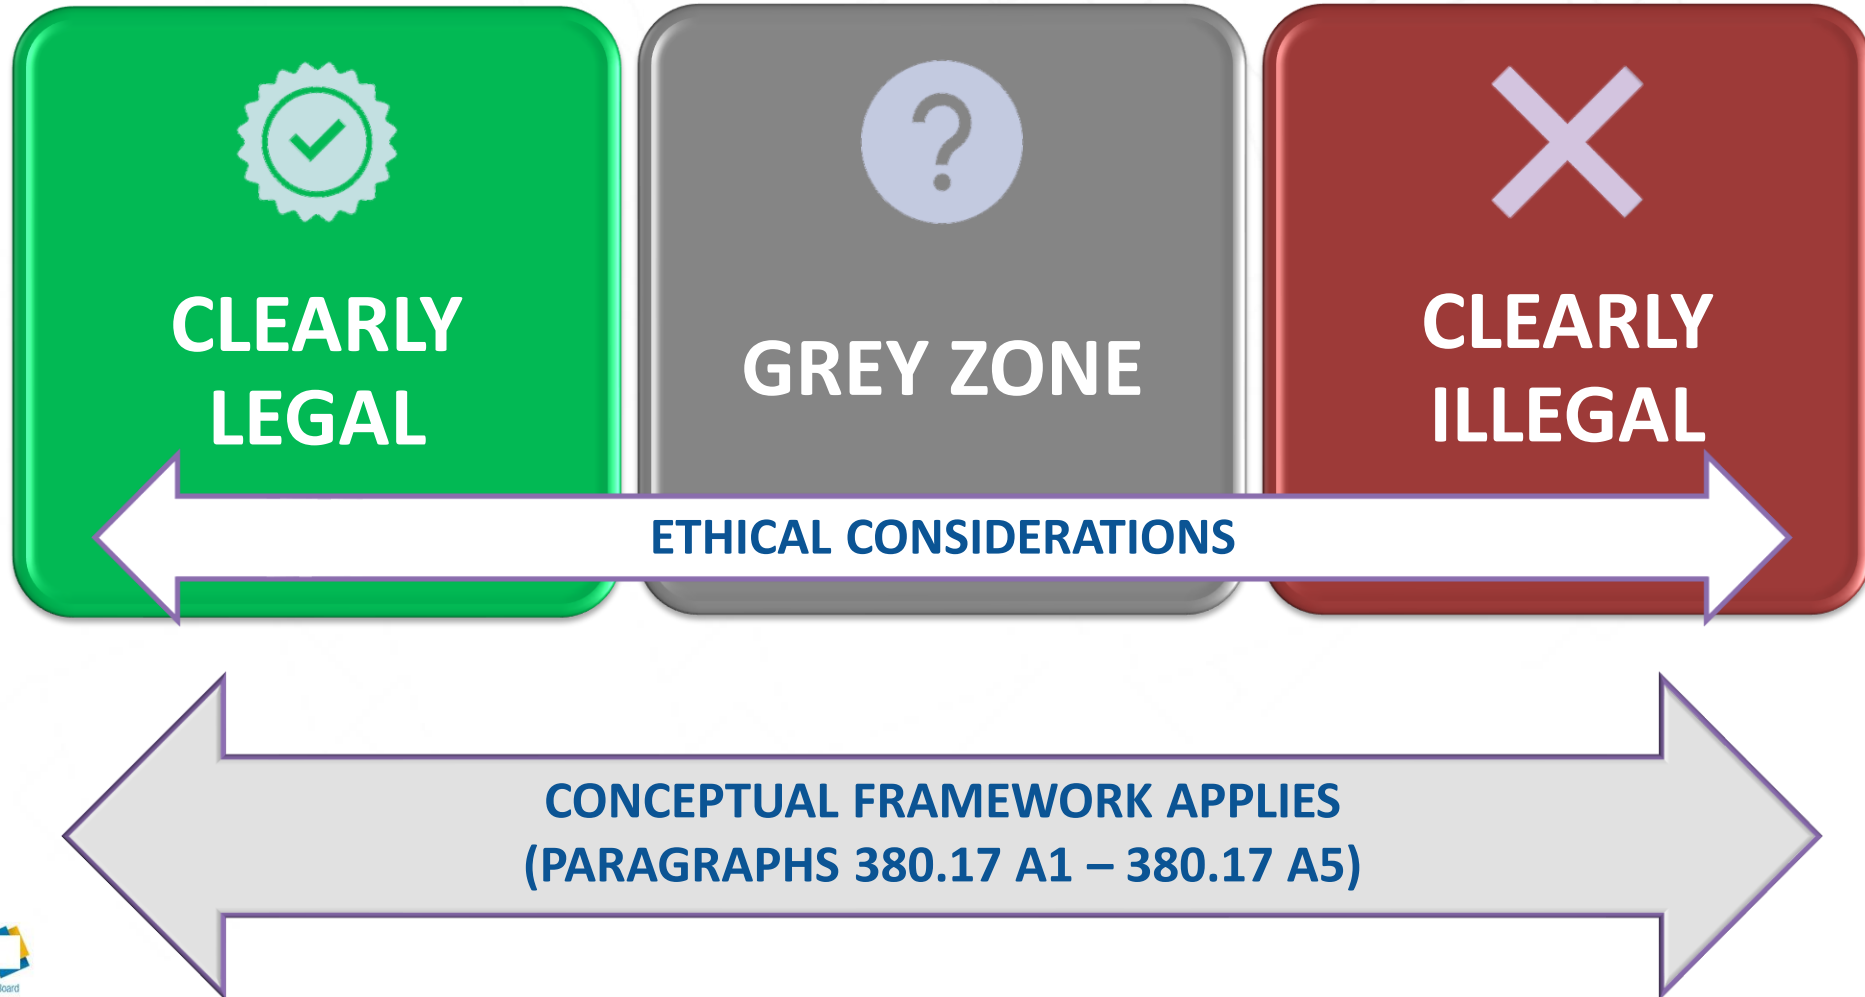 CLEARLY
LEGAL
?
GREY ZONE
CLEARLY
ILLEGAL
ETHICAL CONSIDERATIONS
CONCEPTUAL FRAMEWORK APPLIES
(PARAGRAPHS 380.17 A1 – 380.17 A5)